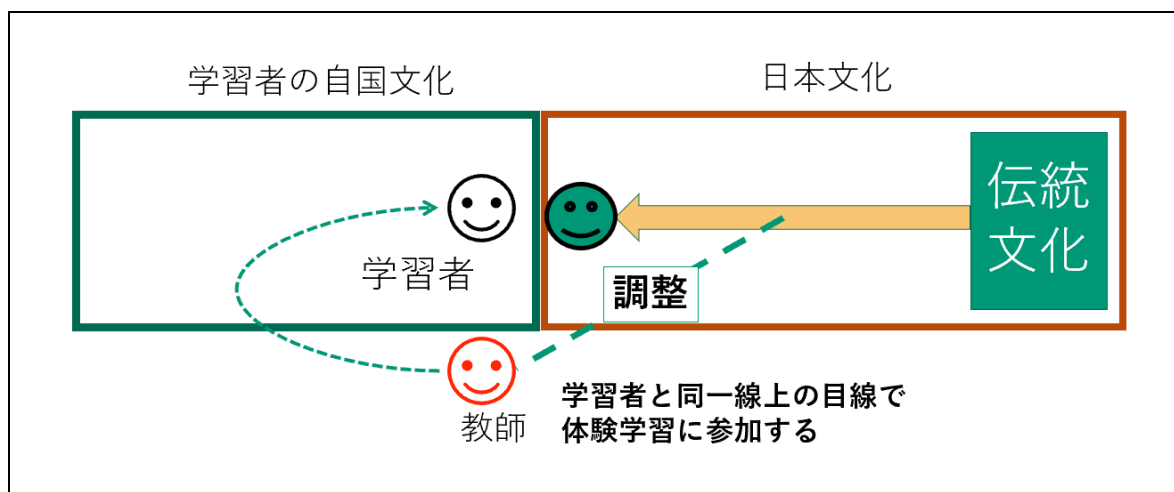 学習者の自国文化
日本文化
伝統
文化
学習者
調整
教師
学習者と同一線上の目線で
体験学習に参加する